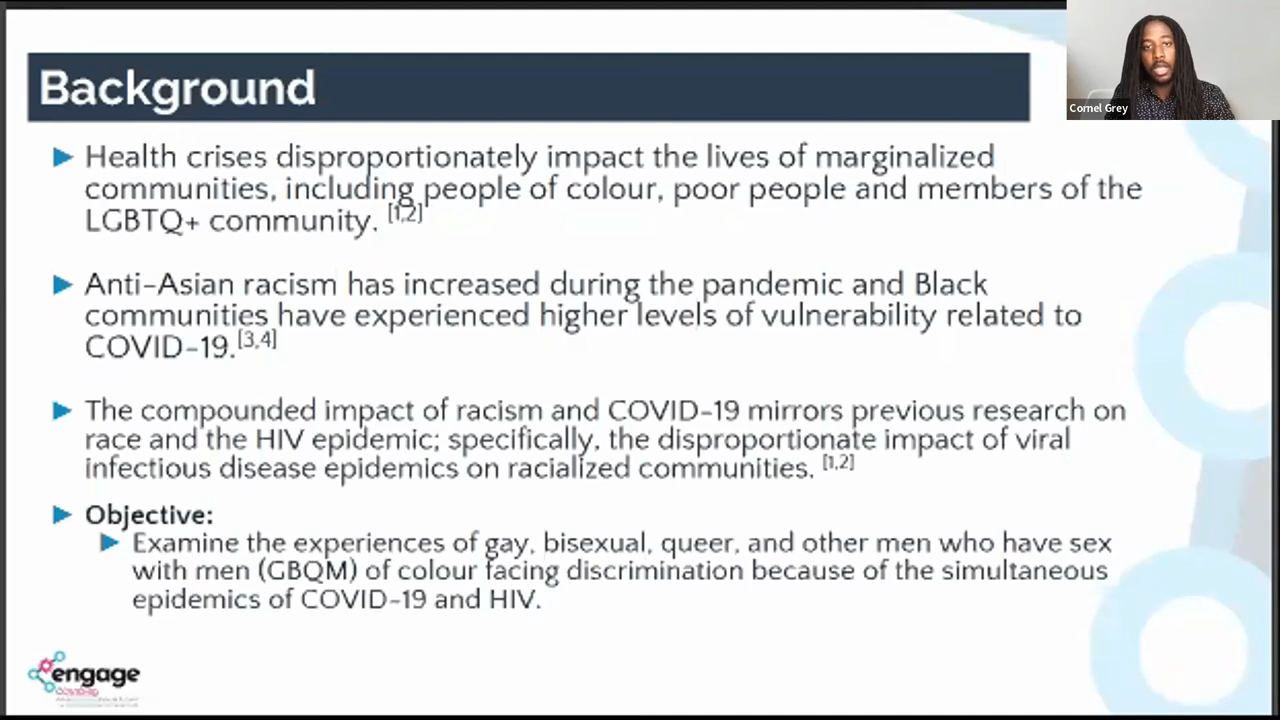 Background
Cornel Grey
Health crises disproportionately impact the lives of marginalized
communities, including people of colour, poor people and members of the
LGBTQ+ community. [1,2]
Anti-Asian racism has increased during the pandemic and Black
communities have experienced higher levels of vulnerability related to
COVID-19.[3,4]
The compounded impact of racism and COVID-19 mirrors previous research on
race and the HIV epidemic; specifically, the disproportionate impact of viral
infectious disease epidemics on racialized communities. [1,2]
Objective:
Examine the experiences of gay, bisexual, queer, and other men who have sex
with men (GBQM) of colour facing discrimination because of the simultaneous
epidemics of COVID-19 and HIV.
engage